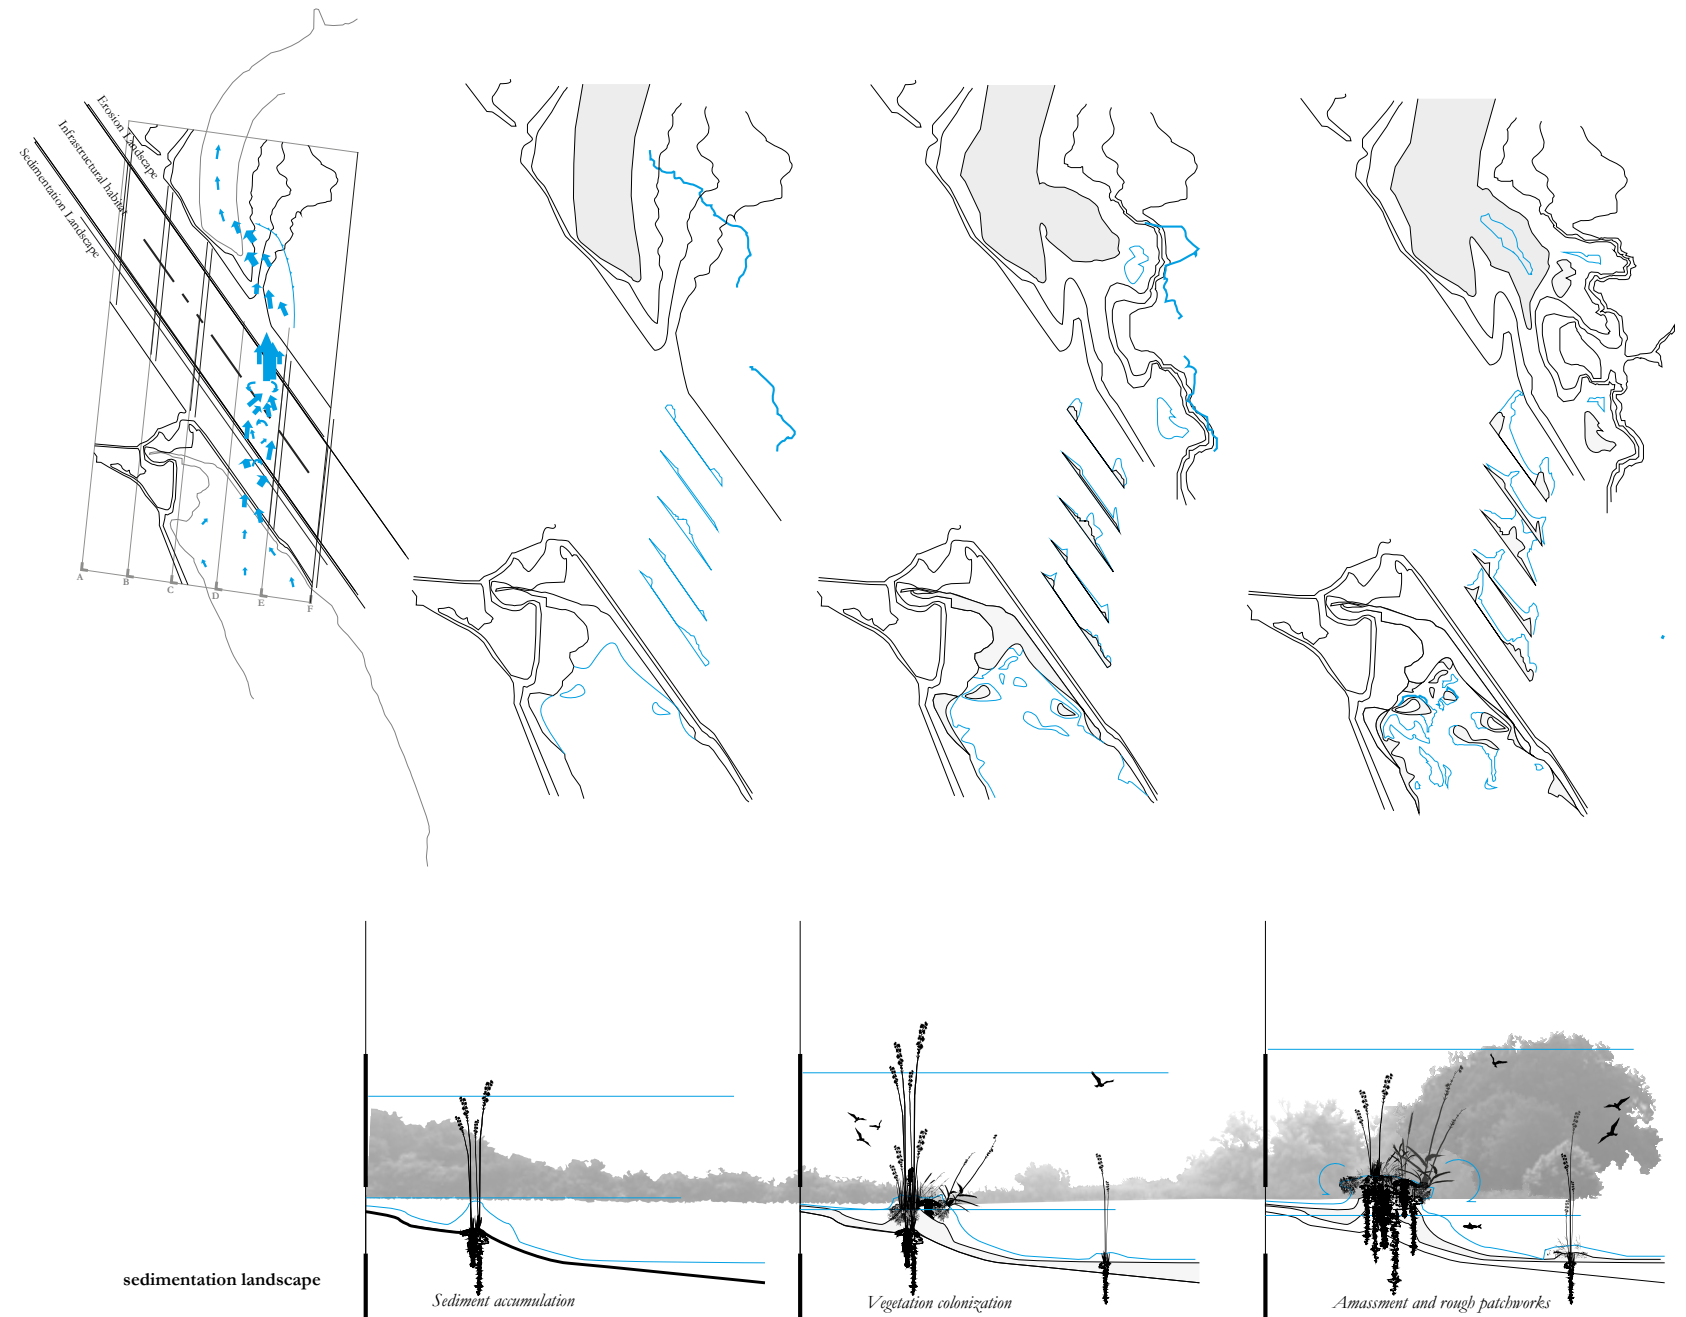 Erosion Landscape
Infrastructural habitat
Sedimentation Landscape
A
B
C
D
E
F
sedimentation landscape
Sediment accumulation
Vegetation colonization
Amassment and rough patchworks